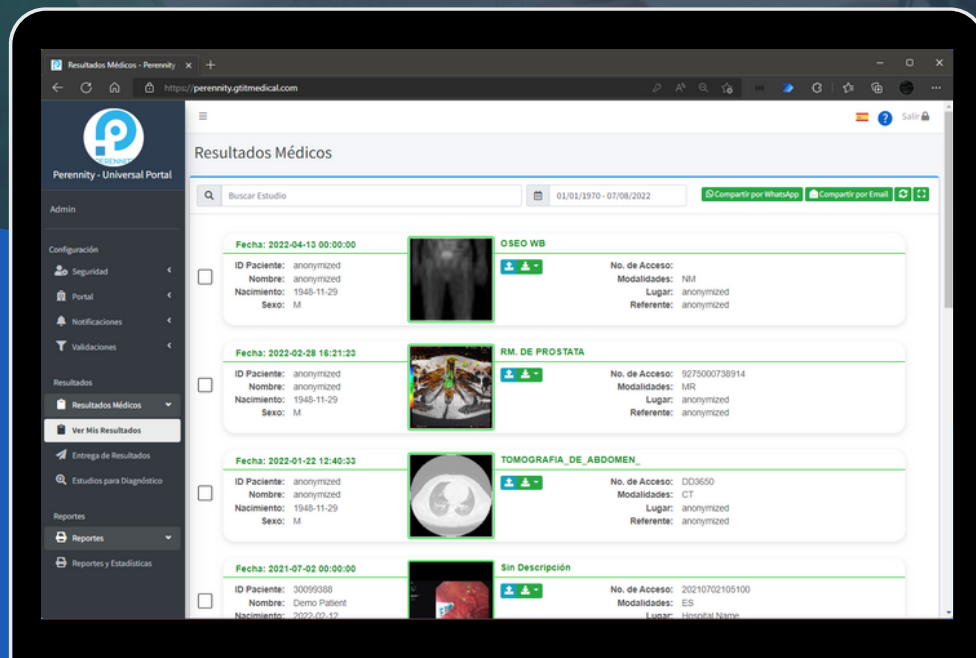 Resultados Médicos - Perennity
https://perennity.gtitmedical.com
PERENNITY
Perennity - Universal Portal
Admin
Configuración
Seguridad
Portal
Notificaciones
Validaciones
Resultados
Resultados Médicos
Ver Mis Resultados
Entrega de Resultados
Estudios para Diagnóstico
Reportes
Reportes
Reportes y Estadísticas
Salir
Resultados Médicos
Buscar Estudio
01/01/1970 - 07/08/2022
Compartir por WhatsApp
Compartir por Email
Fecha: 2022-04-13 00:00:00
OSEO WB
ID Paciente: anonymized
Nombre: anonymized
Nacimiento: 1948-11-29
Sexo: M
No. de Acceso:
Modalidades: NM
Lugar: anonymized
Referente: anonymized
Fecha: 2022-02-28 16:21:23
RM. DE PROSTATA
ID Paciente: anonymized
Nombre: anonymized
Nacimiento: 1948-11-29
Sexo: M
No. de Acceso: 9275000738914
Modalidades: MR
Lugar: anonymized
Referente: anonymized
Fecha: 2022-01-22 12:40:33
TOMOGRAFIA_DE_ABDOMEN_
ID Paciente: anonymized
Nombre: anonymized
Nacimiento: 1948-11-29
Sexo: M
No. de Acceso: DD3650
Modalidades: CT
Lugar: anonymized
Referente: anonymized
Fecha: 2021-07-02 00:00:00
Sin Descripción
ID Paciente: 30099388
Nombre: Demo Patient
Nacimiento: 2022-02-12
No. de Acceso: 20210702105100
Modalidades: ES
Lugar: Hospital Name